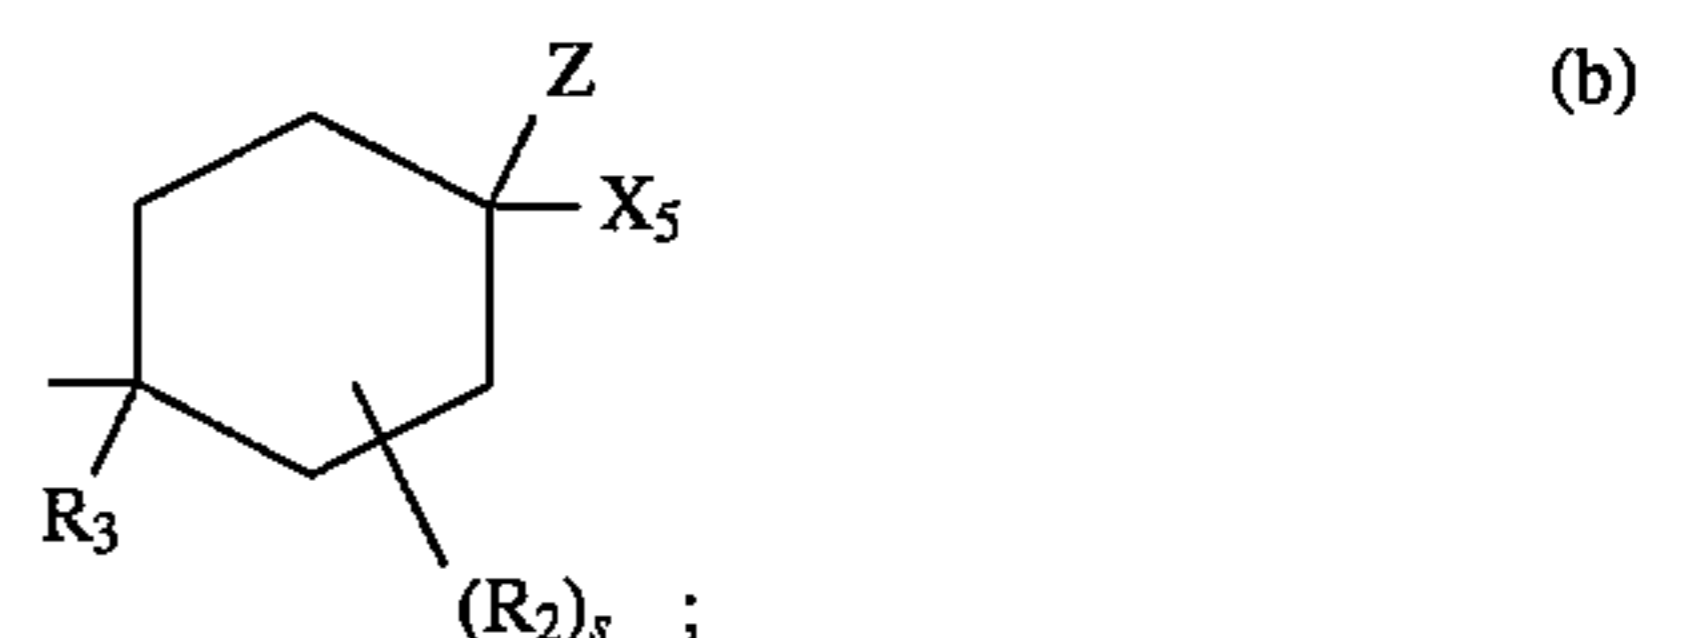 Z
(b)
X₅
R₃
(R₂)ₛ ;